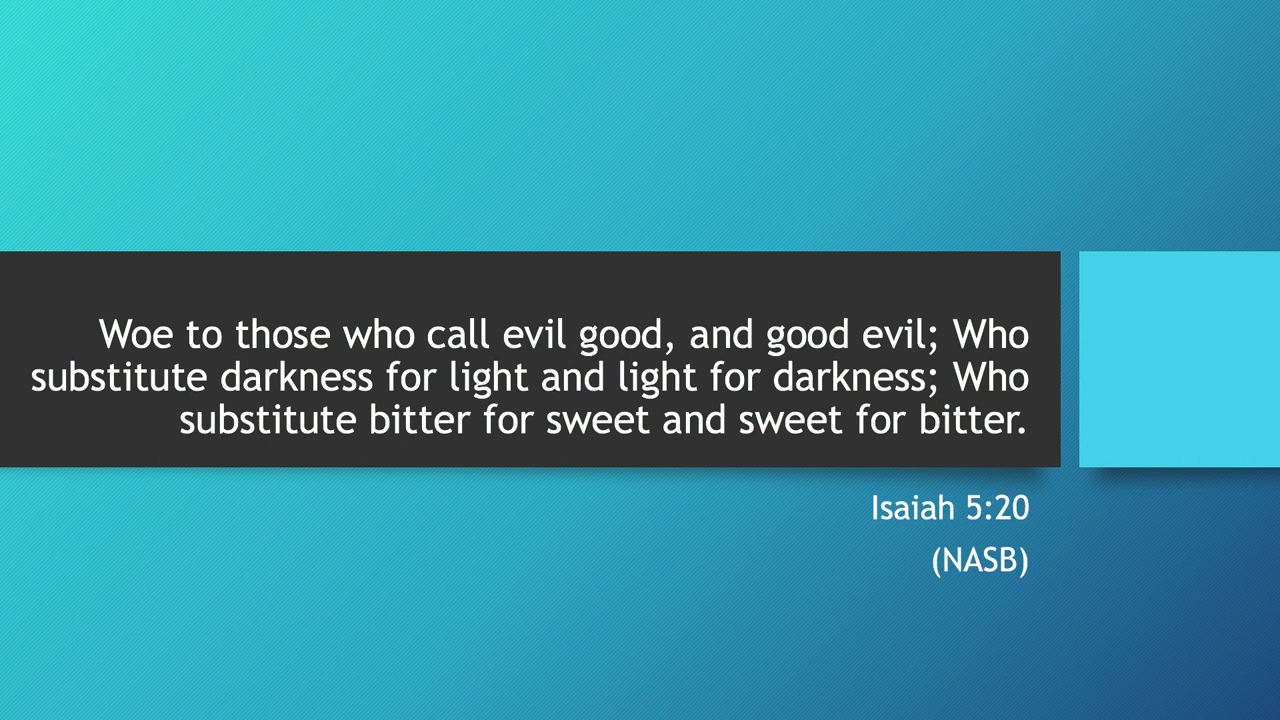 Woe to those who call evil good, and good evil; Who
substitute darkness for light and light for darkness; Who
substitute bitter for sweet and sweet for bitter.
Isaiah 5:20
(NASB)